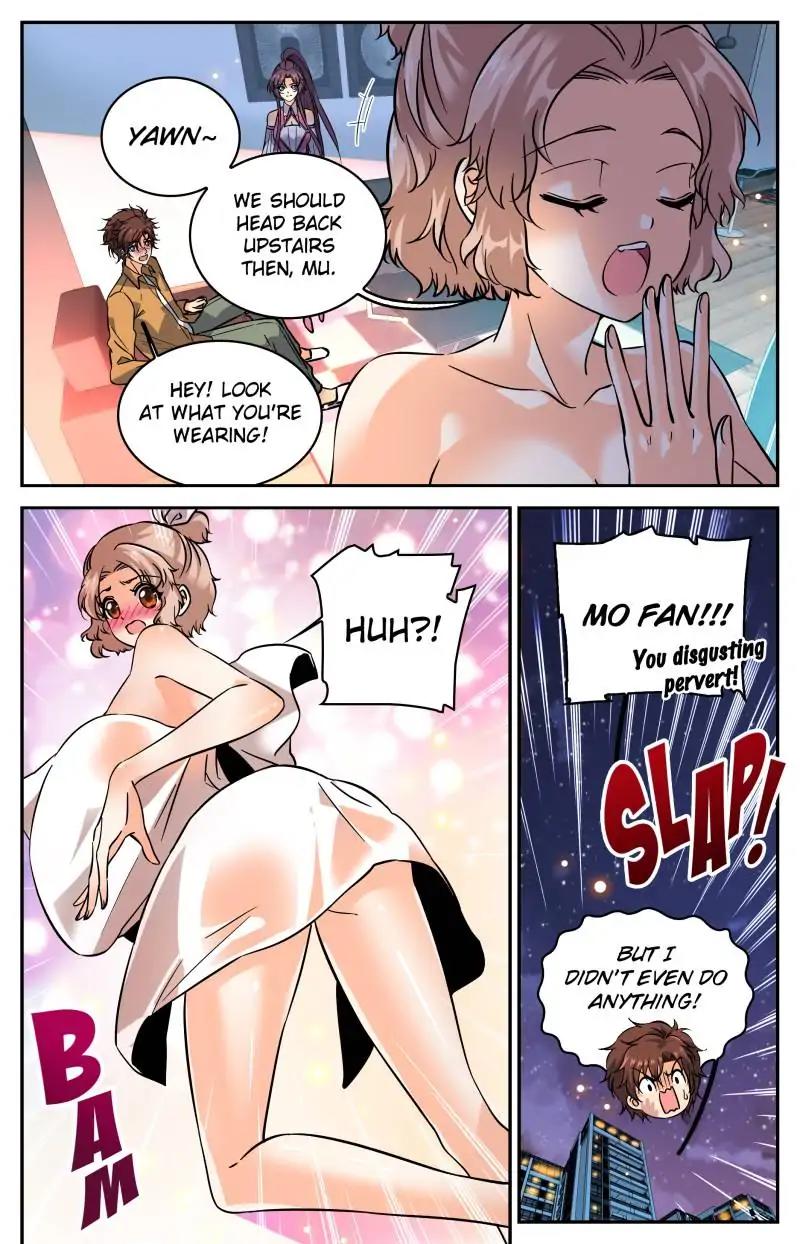 YAWN~
WE SHOULD
HEAD BACK
UPSTAIRS
THEN, MU.
HEY! LOOK
AT WHAT YOU'RE
WEARING!
HUH?!
BAM
MO FAN!!!
You disgusting
pervert!
SLAP!
BUT I
DIDN'T EVEN DO
ANYTHING!